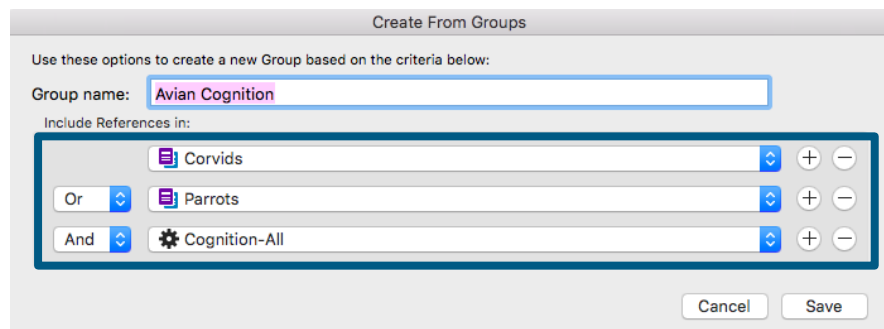 Create From Groups
Use these options to create a new Group based on the criteria below:
Group name: Avian Cognition
Include References in:
Corvids
Or Parrots
And Cognition-All
Cancel Save